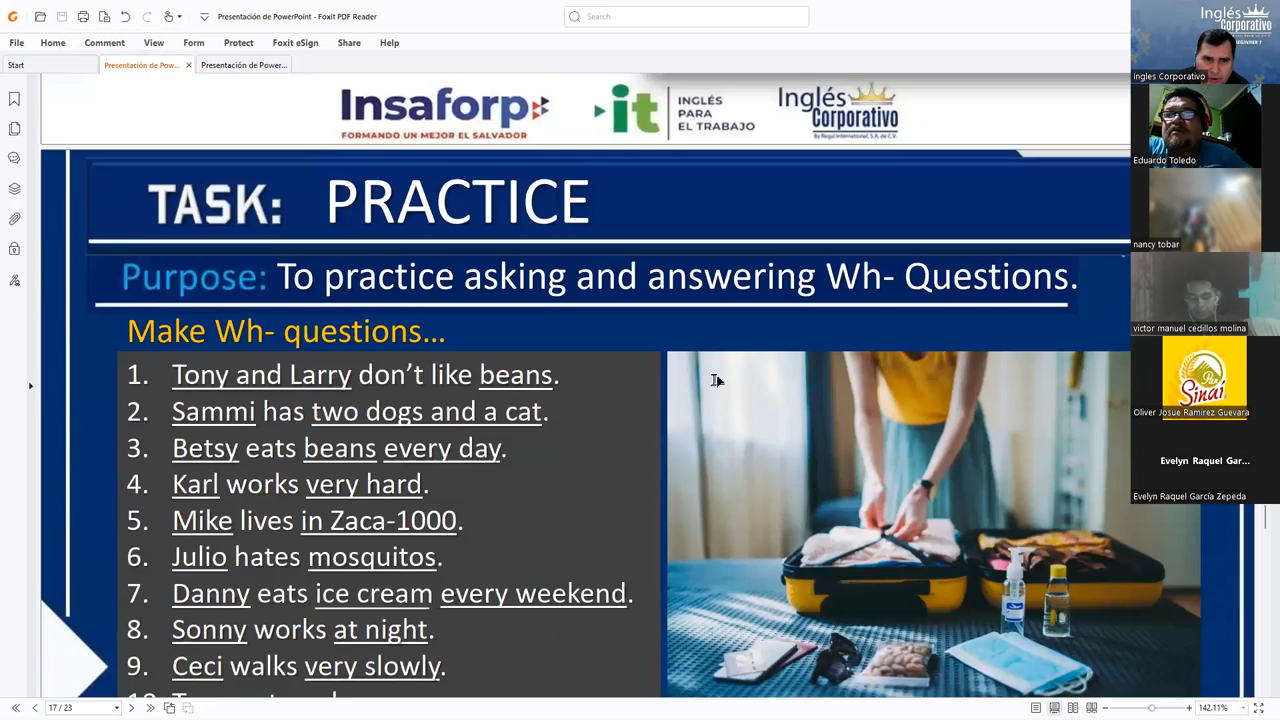 Presentación de PowerPoint - Foxit PDF Reader
Search
File Home Comment View Form Protect Foxit eSign Share Help
Start Presentación de Pow... Presentación de Power...
Insaforp
FORMANDO UN MEJOR EL SALVADOR
it
INGLÉS
PARA
EL TRABAJO
Inglés
Corporativo
By Regal International, S.A. de C.V.
TASK: PRACTICE
Purpose: To practice asking and answering Wh- Questions.
Make Wh- questions...
1. Tony and Larry don’t like beans.
2. Sammi has two dogs and a cat.
3. Betsy eats beans every day.
4. Karl works very hard.
5. Mike lives in Zaca-1000.
6. Julio hates mosquitos.
7. Danny eats ice cream every weekend.
8. Sonny works at night.
9. Ceci walks very slowly.
17 / 23
142.11%
Inglés
Corporativo
BEGINNER 1
Ingles Corporativo
Eduardo Toledo
nancy tobar
victor manuel cedillos molina
Pan
Sinaí
Oliver Josue Ramirez Guevara
Evelyn Raquel Gar...
Evelyn Raquel García Zepeda